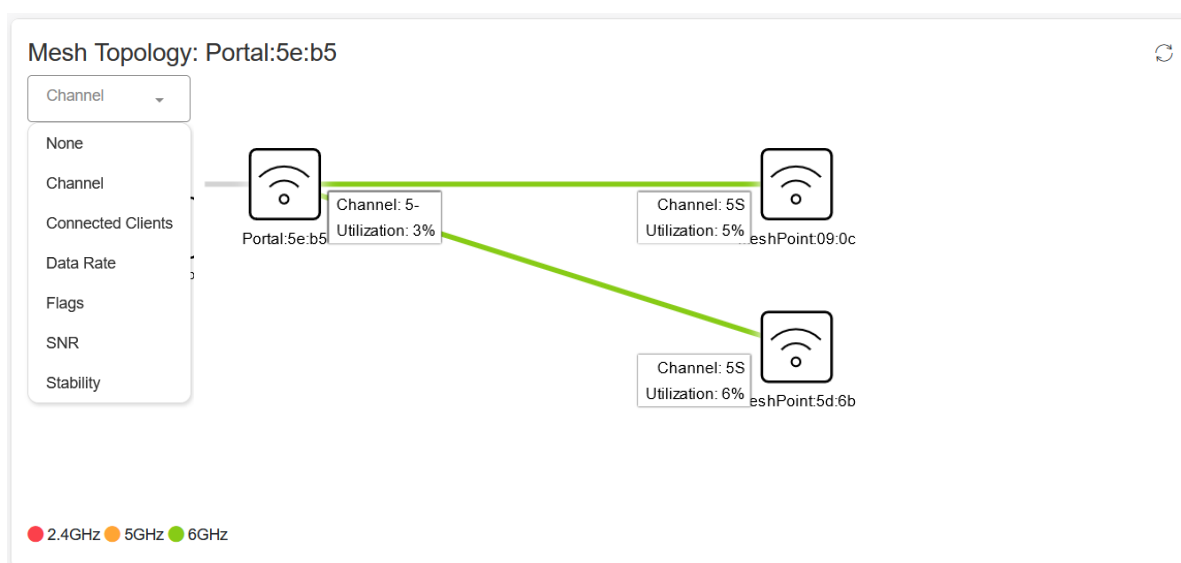 Mesh Topology: Portal:5e:b5
Channel
None
Channel
Connected Clients
Data Rate
Flags
SNR
Stability
Portal:5e:b5
Channel: 5-
Utilization: 3%
Channel: 5S
Utilization: 5%
eshPoint:09:0c
Channel: 5S
Utilization: 6%
eshPoint:5d:6b
2.4GHz 5GHz 6GHz